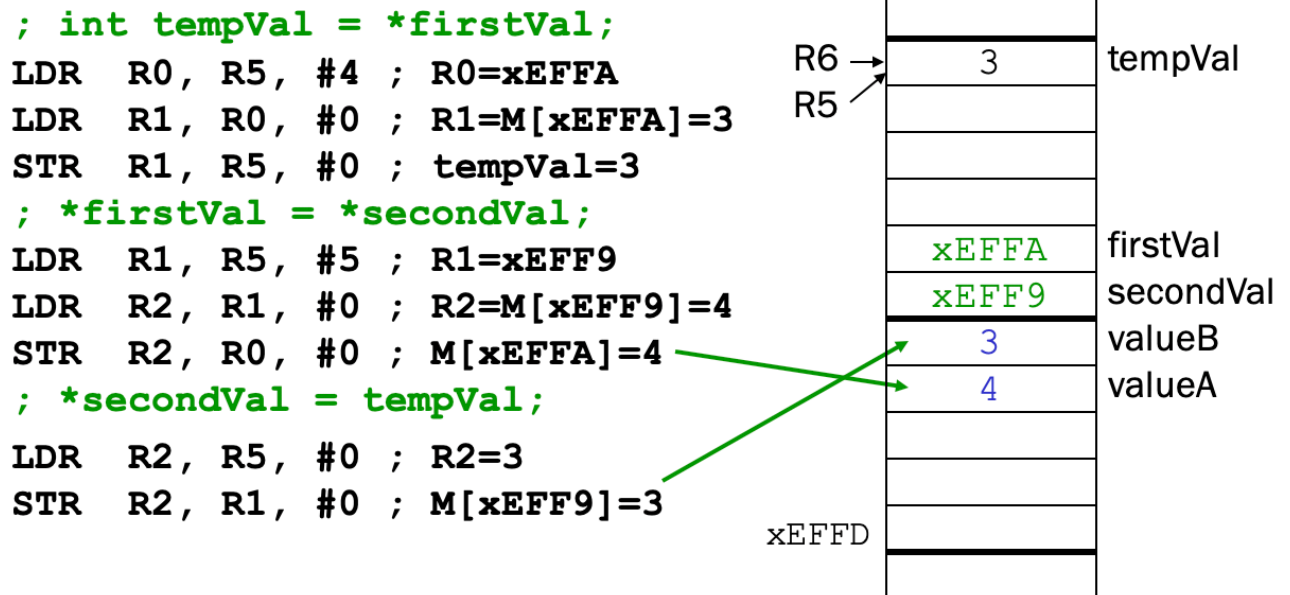 ; int tempVal = *firstVal;
LDR R0, R5, #4 ; R0=xEFFA
LDR R1, R0, #0 ; R1=M[xEFFA]=3
STR R1, R5, #0 ; tempVal=3
; *firstVal = *secondVal;
LDR R1, R5, #5 ; R1=xEFF9
LDR R2, R1, #0 ; R2=M[xEFF9]=4
STR R2, R0, #0 ; M[xEFFA]=4
; *secondVal = tempVal;
LDR R2, R5, #0 ; R2=3
STR R2, R1, #0 ; M[xEFF9]=3
R6 3 tempVal
R5
xEFFA firstVal
xEFF9 secondVal
3 valueB
4 valueA
xEFFD